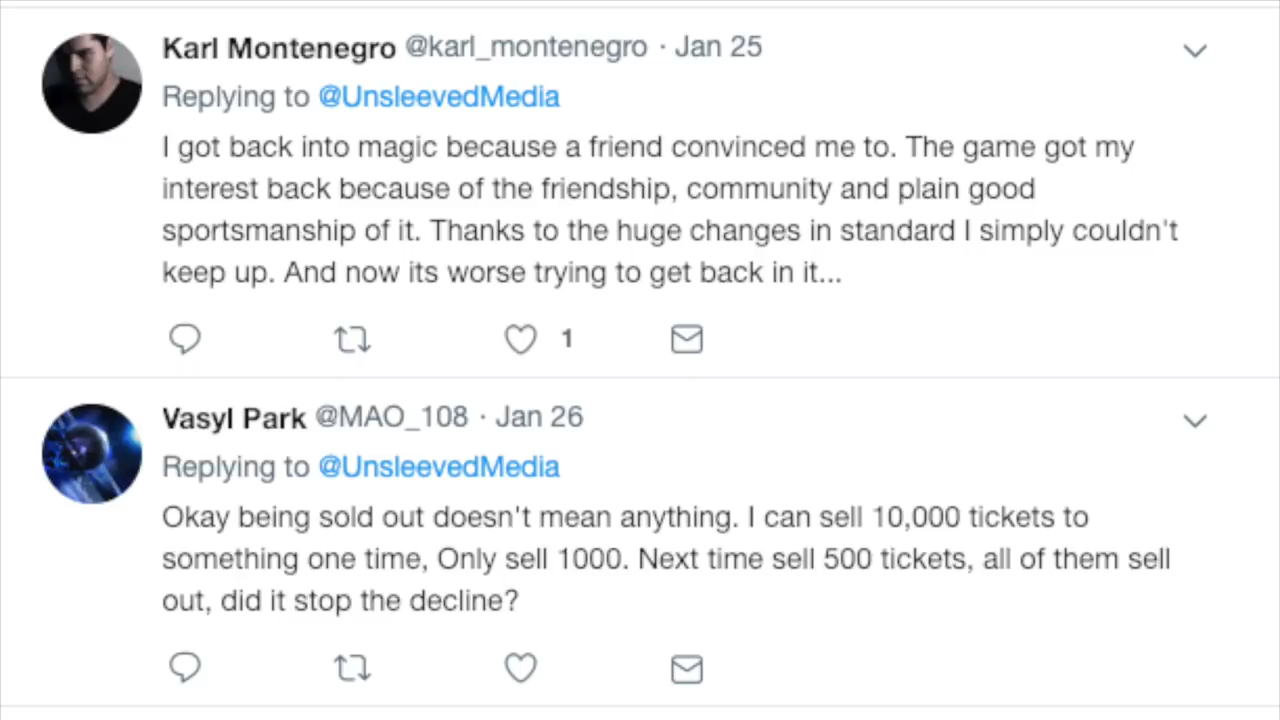 Karl Montenegro @karl_montenegro · Jan 25
Replying to @UnsleevedMedia
I got back into magic because a friend convinced me to. The game got my
interest back because of the friendship, community and plain good
sportsmanship of it. Thanks to the huge changes in standard I simply couldn't
keep up. And now its worse trying to get back in it...
1
Vasyl Park @MAO_108 · Jan 26
Replying to @UnsleevedMedia
Okay being sold out doesn't mean anything. I can sell 10,000 tickets to
something one time, Only sell 1000. Next time sell 500 tickets, all of them sell
out, did it stop the decline?